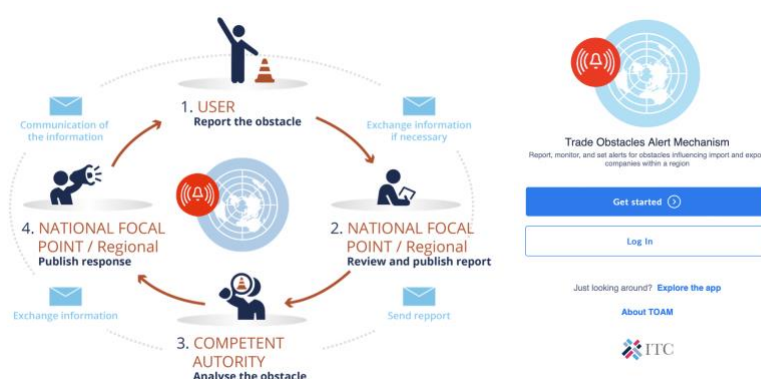 1. USER
Report the obstacle
Communication of
the information
Exchange information
if necessary
4. NATIONAL FOCAL
POINT / Regional
Publish response
2. NATIONAL FOCAL
POINT / Regional
Review and publish report
Exchange information
Send repport
3. COMPETENT
AUTORITY
Analyse the obstacle
Trade Obstacles Alert Mechanism
Report, monitor, and set alerts for obstacles influencing import and expo
companies within a region
Get started
Log In
Just looking around? Explore the app
About TOAM
ITC